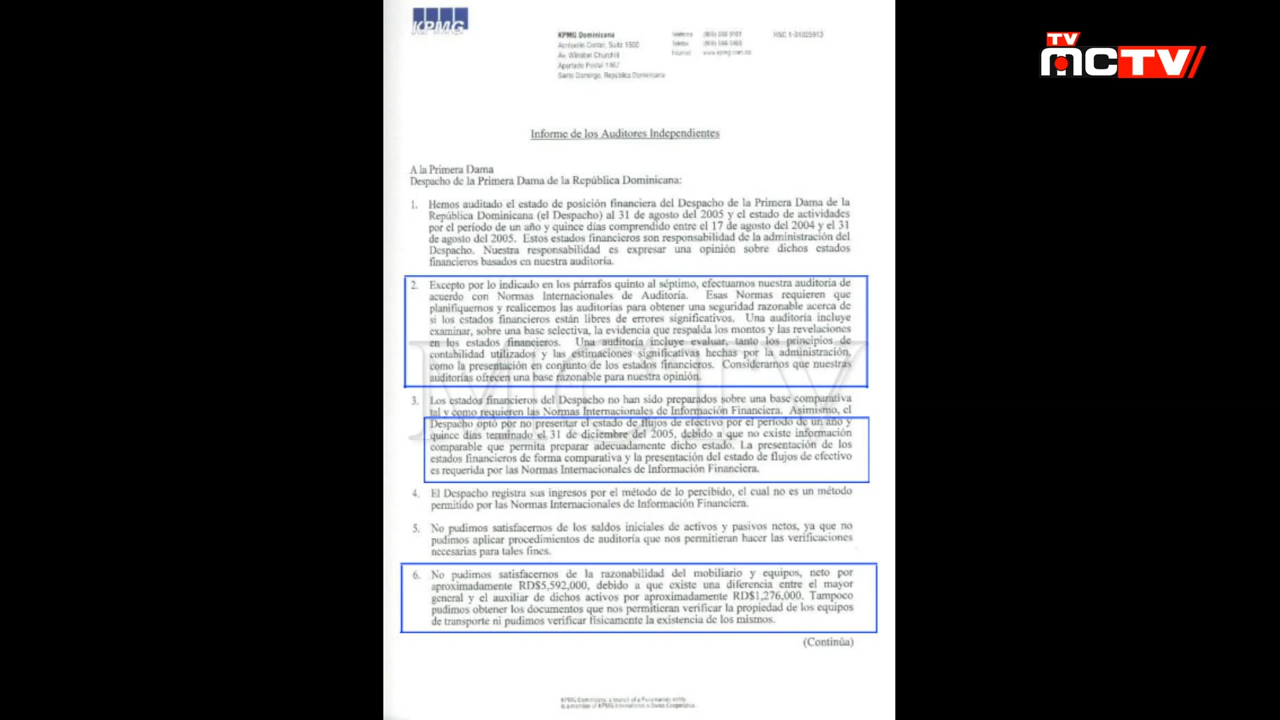 KPMG
TV
MCTV
KPMG Dominicana
Acropolis Center, Suite 1500
Av. Winston Churchill
Apartado Postal 1467
Santo Domingo, República Dominicana
Teléfono
Telefax
Internet
RNC 1-01025913
Informe de los Auditores Independientes
A la Primera Dama
Despacho de la Primera Dama de la República Dominicana:
1. Hemos auditado el estado de posición financiera del Despacho de la Primera Dama de la
República Dominicana (el Despacho) al 31 de agosto del 2005 y el estado de actividades
por el período de un año y quince días comprendido entre el 17 de agosto del 2004 y el 31
de agosto del 2005. Estos estados financieros son responsabilidad de la administración del
Despacho. Nuestra responsabilidad es expresar una opinión sobre dichos estados
financieros basados en nuestra auditoría.
2. Excepto por lo indicado en los párrafos quinto al séptimo, efectuamos nuestra auditoría de
acuerdo con Normas Internacionales de Auditoría. Esas Normas requieren que
planifiquemos y realicemos las auditorías para obtener una seguridad razonable acerca de
si los estados financieros están libres de errores significativos. Una auditoría incluye
examinar, sobre una base selectiva, la evidencia que respalda los montos y las revelaciones
en los estados financieros. Una auditoría incluye evaluar, tanto los principios de
contabilidad utilizados y las estimaciones significativas hechas por la administración,
como la presentación en conjunto de los estados financieros. Consideramos que nuestras
auditorías ofrecen una base razonable para nuestra opinión.
MCTV
3. Los estados financieros del Despacho no han sido preparados sobre una base comparativa
tal y como requieren las Normas Internacionales de Información Financiera. Asimismo, el
Despacho optó por no presentar el estado de flujos de efectivo por el período de un año y
quince días terminado el 31 de diciembre del 2005, debido a que no existe información
comparable que permita preparar adecuadamente dicho estado. La presentación de los
estados financieros de forma comparativa y la presentación del estado de flujos de efectivo
es requerida por las Normas Internacionales de Información Financiera.
4. El Despacho registra sus ingresos por el método de lo percibido, el cual no es un método
permitido por las Normas Internacionales de Información Financiera.
5. No pudimos satisfacernos de los saldos iniciales de activos y pasivos netos, ya que no
pudimos aplicar procedimientos de auditoría que nos permitieran hacer las verificaciones
necesarias para tales fines.
6. No pudimos satisfacernos de la razonabilidad del mobiliario y equipos, neto por
aproximadamente RD$5,592,000, debido a que existe una diferencia entre el mayor
general y el auxiliar de dichos activos por aproximadamente RD$1,276,000. Tampoco
pudimos obtener los documentos que nos permitieran verificar la propiedad de los equipos
de transporte ni pudimos verificar físicamente la existencia de los mismos.
(Continúa)